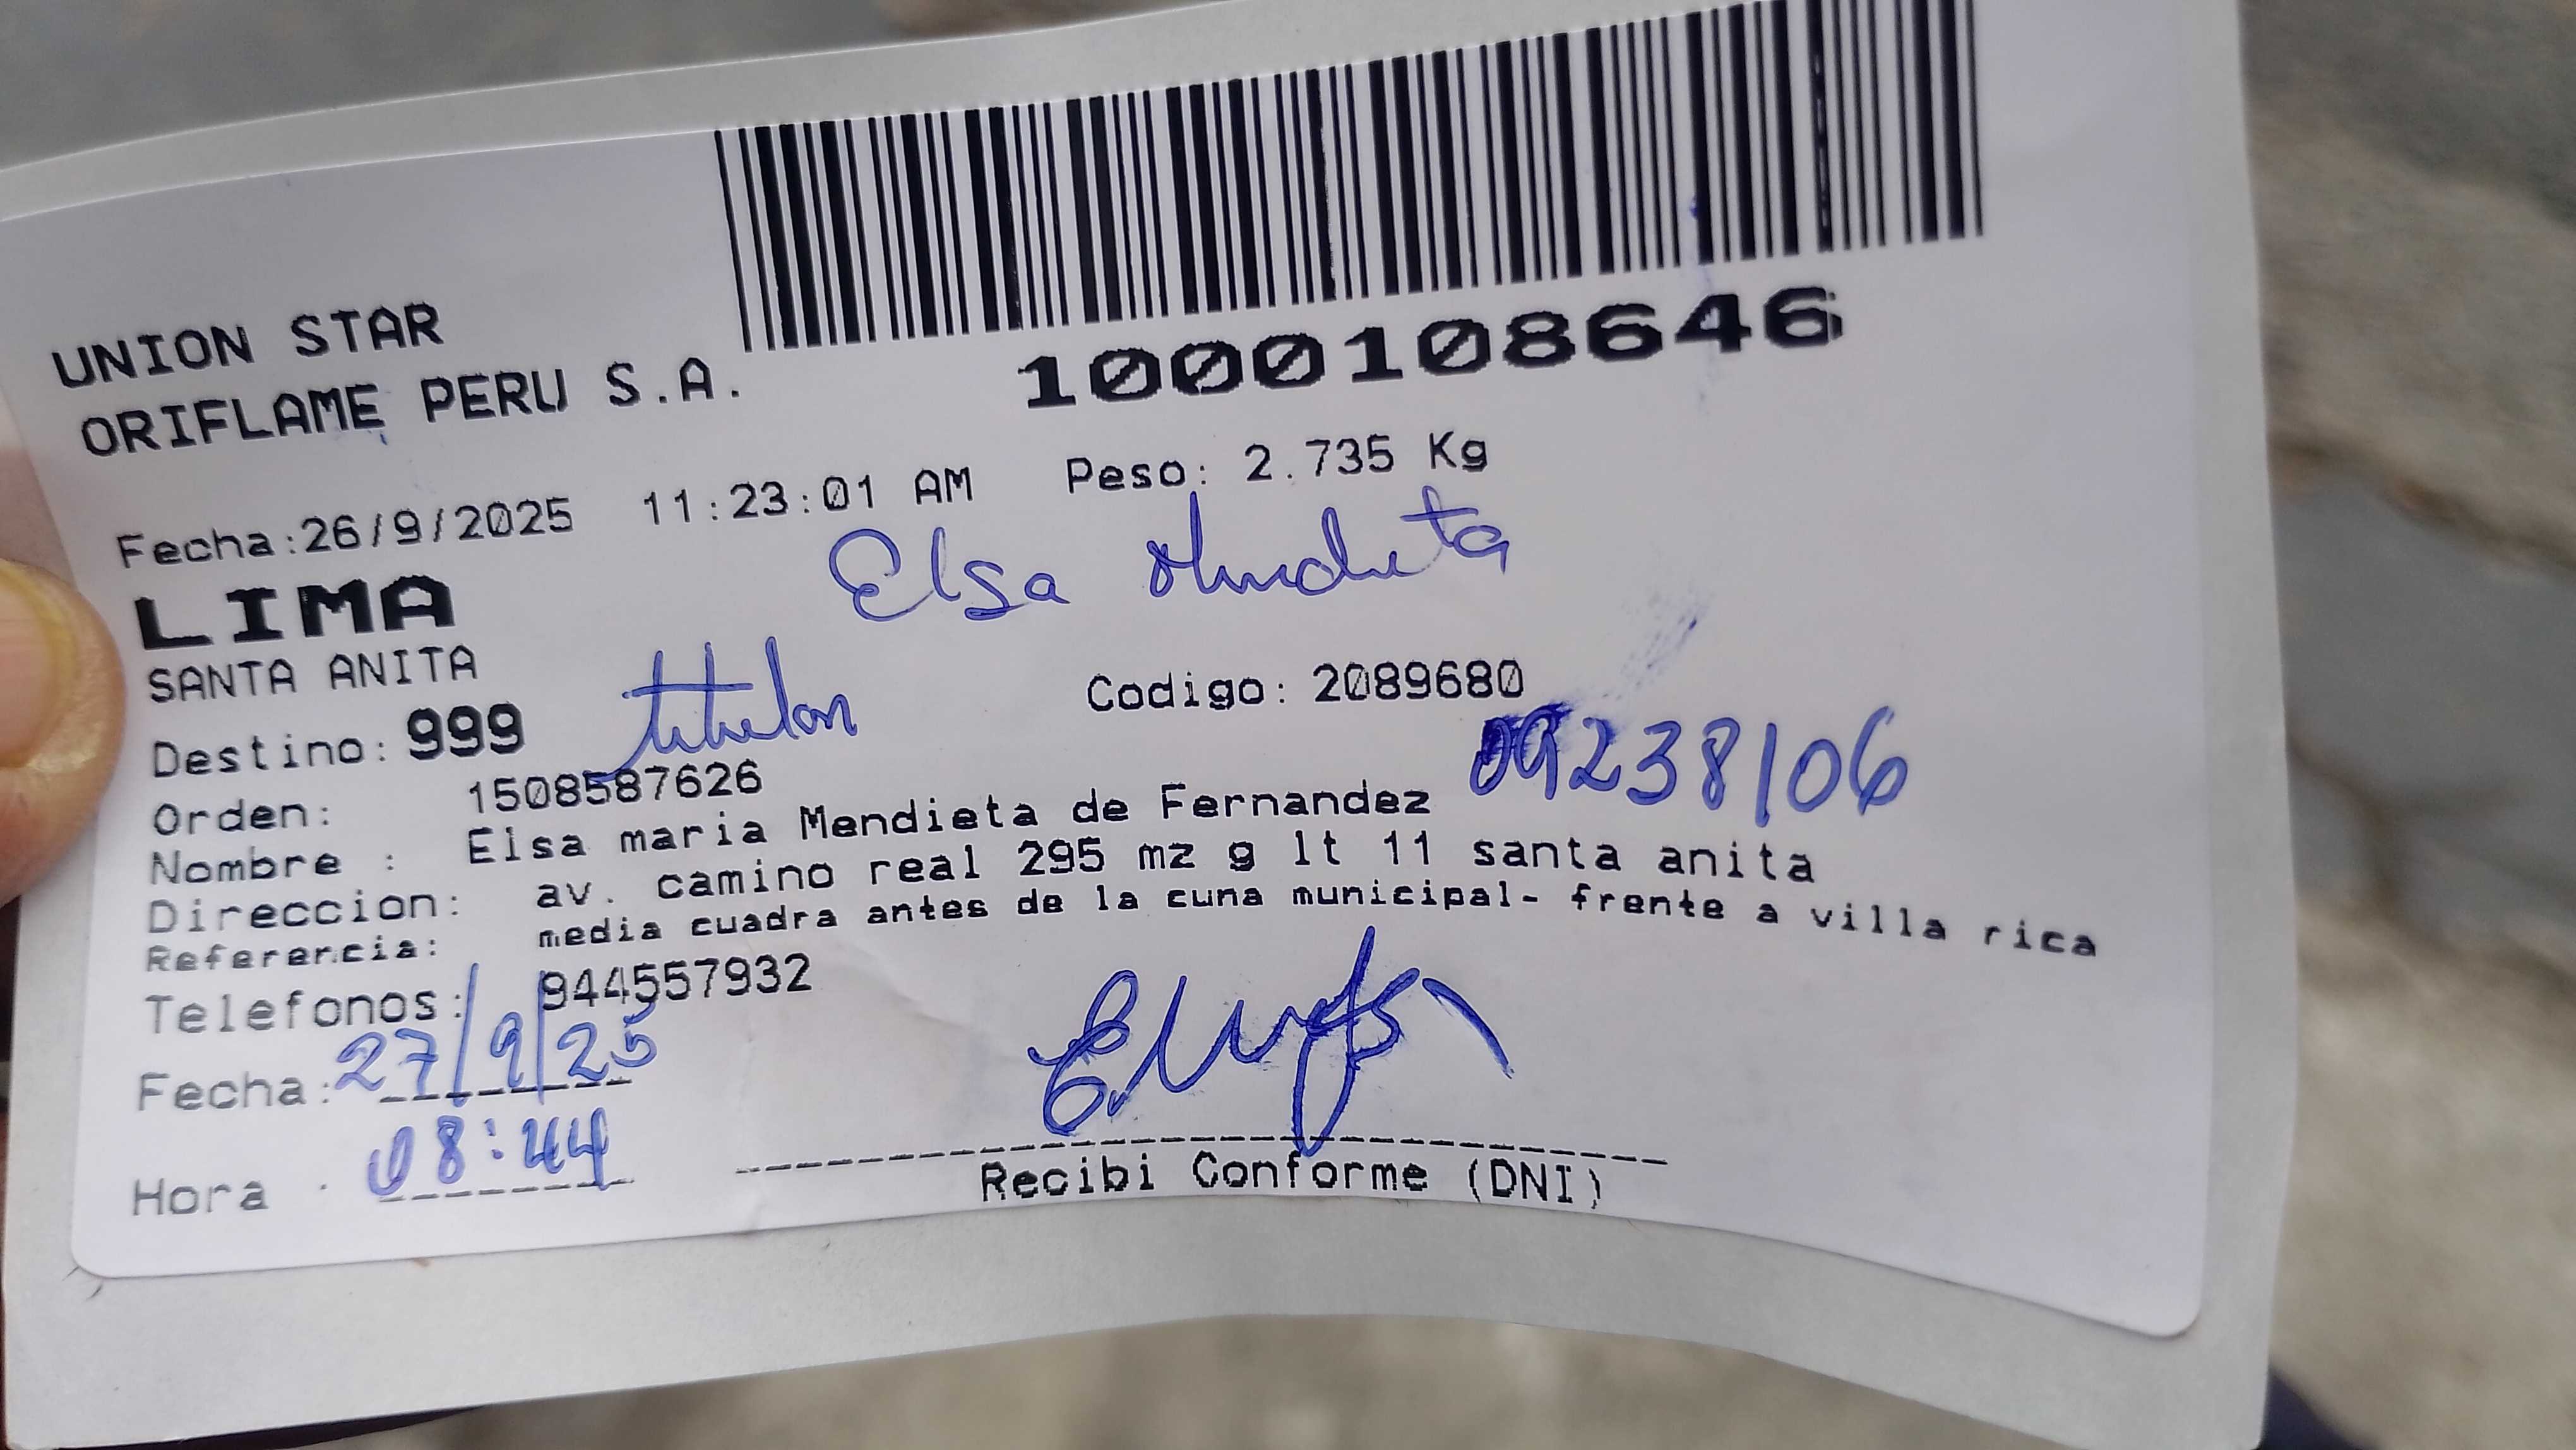 UNION STAR
ORIFLAME PERU S.A.
1000108646
Fecha:26/9/2025 11:23:01 AM Peso: 2.735 Kg
LIMA
Elsa Mendieta
SANTA ANITA
Destino: 999 titular Codigo: 2089680
09238106
Orden: 1508587626
Nombre : Elsa maria Mendieta de Fernandez
Direccion: av. camino real 295 mz g lt 11 santa anita
Referencia: media cuadra antes de la cuna municipal- frente a villa rica
Telefonos: 944557932
Fecha: 27/9/25
Hora : 08:44
Recibi Conforme (DNI)